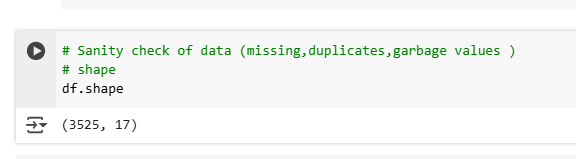 # Sanity check of data (missing,duplicates,garbage values )
# shape
df.shape
(3525, 17)